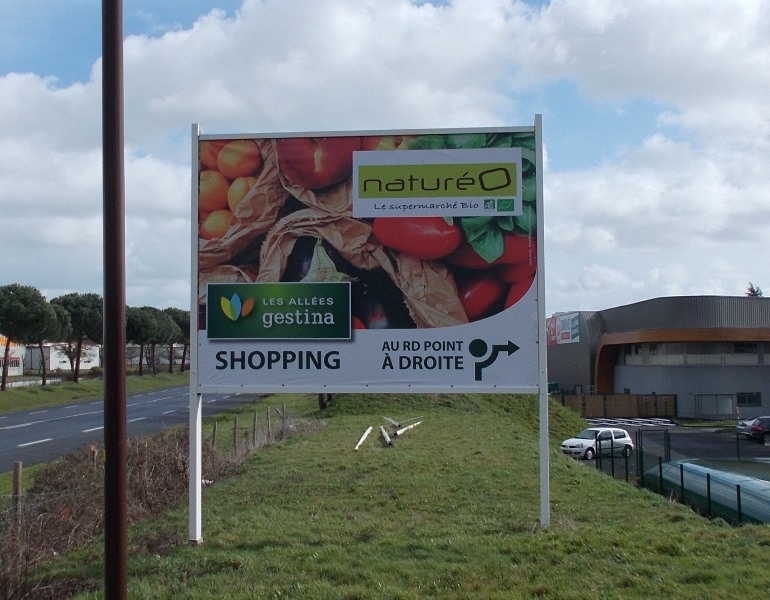 naturéO
Le supermarché Bio
LES ALLÉES
gestina
SHOPPING
AU RD POINT
À DROITE